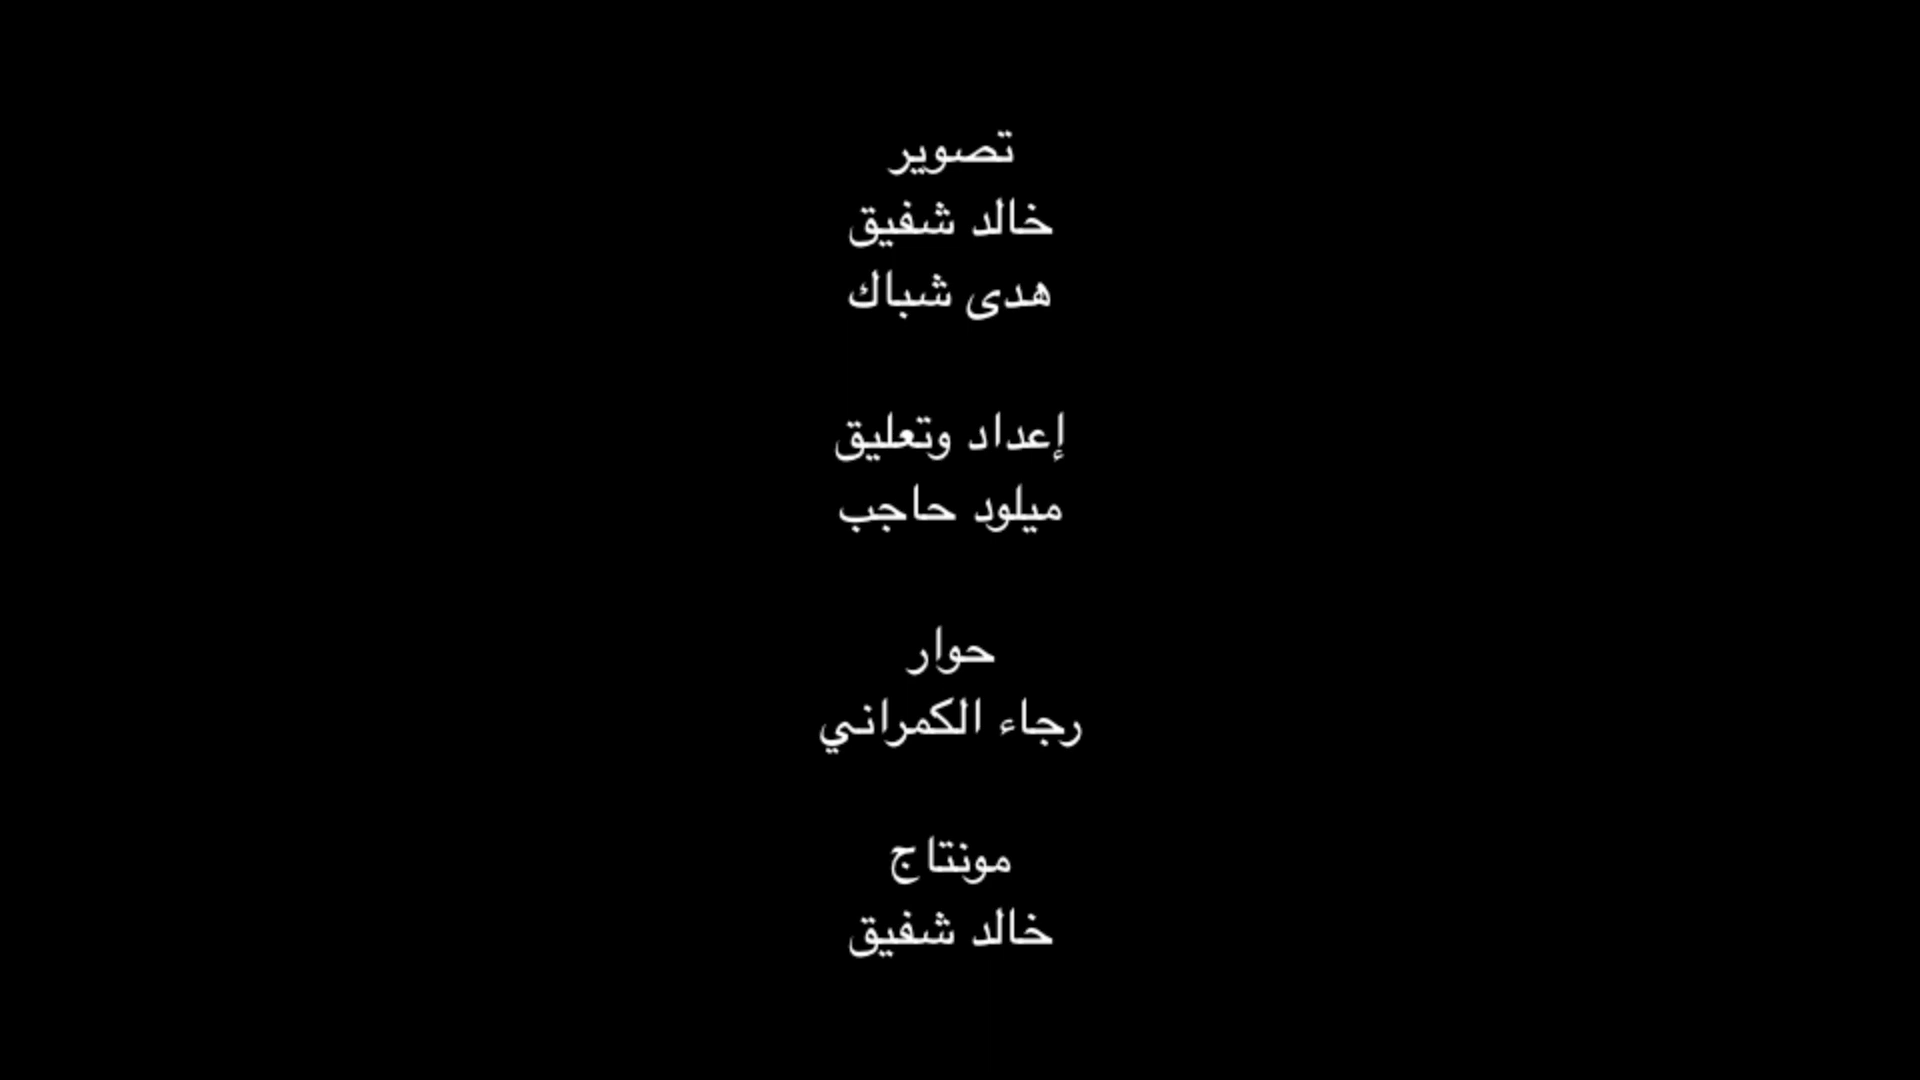 تصوير
خالد شفيق
هدى شباك
إعداد وتعليق
ميلود حاجب
حوار
رجاء الكمراني
مونتاج
خالد شفيق